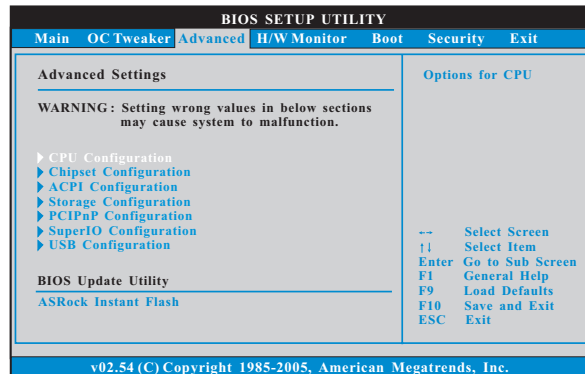 BIOS SETUP UTILITY
Main OC Tweaker Advanced H/W Monitor Boot Security Exit
Advanced Settings
WARNING : Setting wrong values in below sections
may cause system to malfunction.
CPU Configuration
Chipset Configuration
ACPI Configuration
Storage Configuration
PCIPnP Configuration
SuperIO Configuration
USB Configuration
BIOS Update Utility
ASRock Instant Flash
Options for CPU
←→ Select Screen
↑↓ Select Item
Enter Go to Sub Screen
F1 General Help
F9 Load Defaults
F10 Save and Exit
ESC Exit
v02.54 (C) Copyright 1985-2005, American Megatrends, Inc.